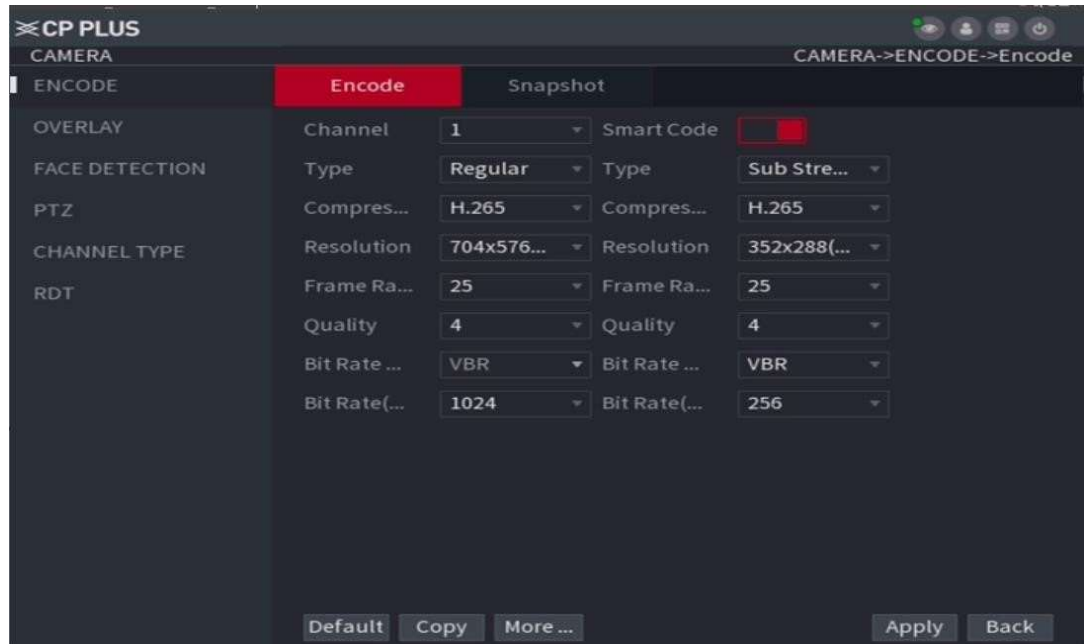 CP PLUS
CAMERA CAMERA->ENCODE->Encode
ENCODE Encode Snapshot
OVERLAY Channel 1 Smart Code
FACE DETECTION Type Regular Type Sub Stre...
PTZ Compres... H.265 Compres... H.265
CHANNEL TYPE Resolution 704x576... Resolution 352x288(...
RDT Frame Ra... 25 Frame Ra... 25
Quality 4 Quality 4
Bit Rate ... VBR Bit Rate ... VBR
Bit Rate(... 1024 Bit Rate(... 256
Default Copy More ... Apply Back